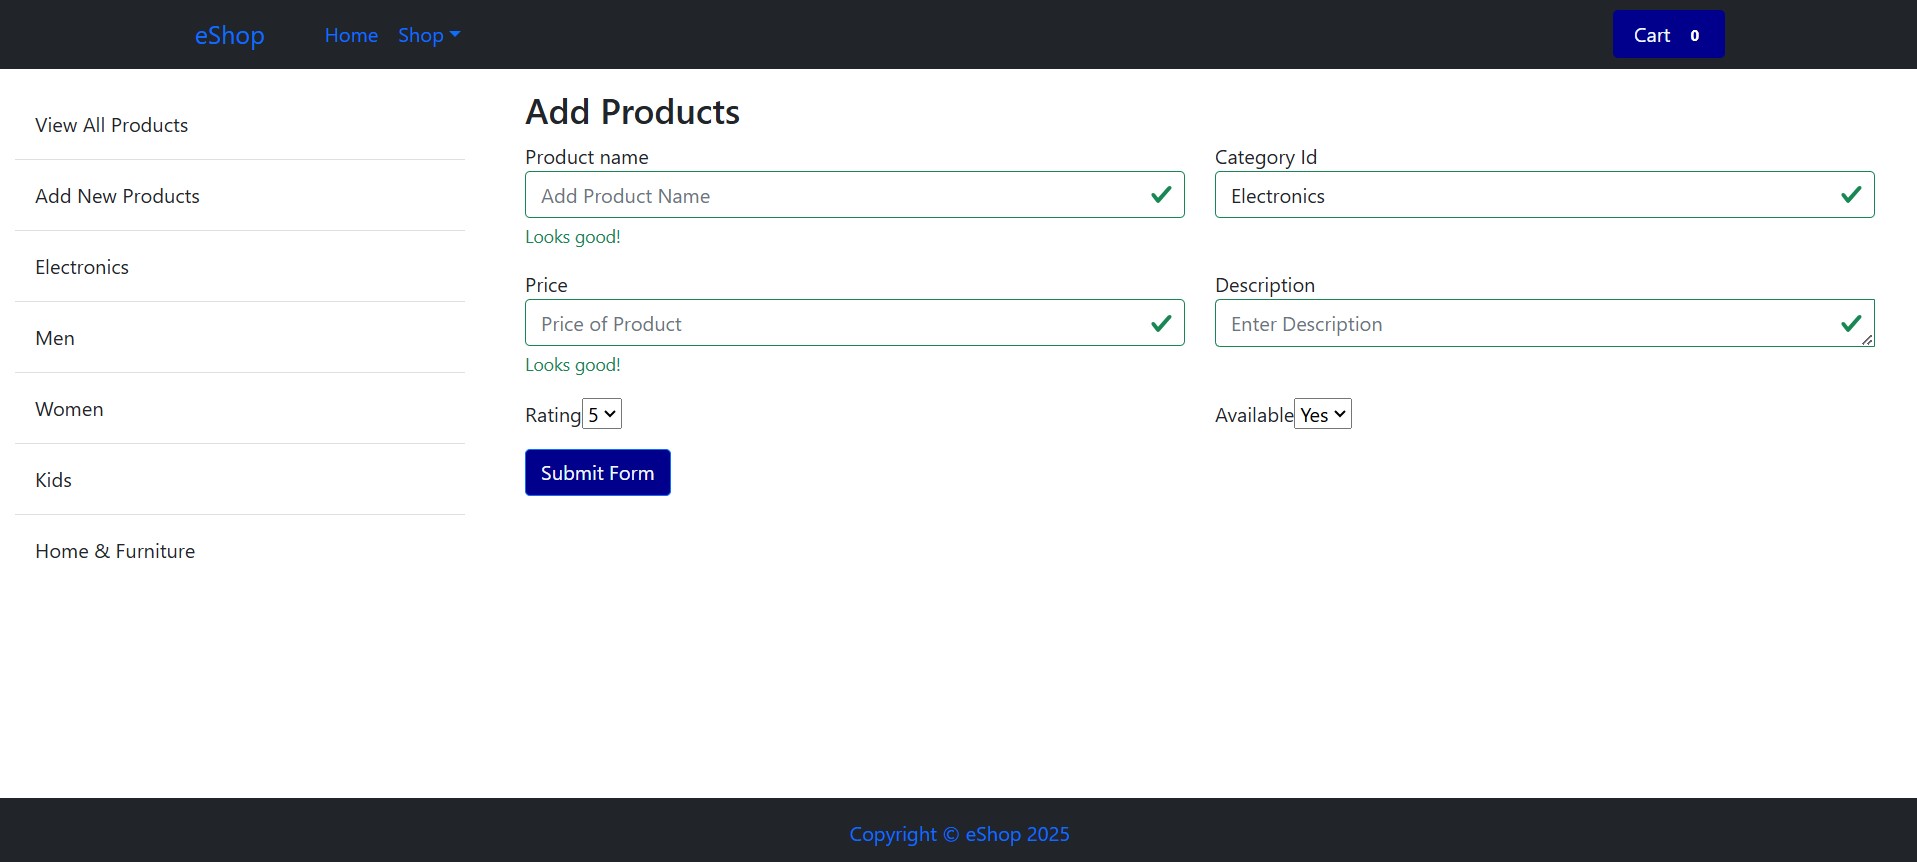 eShop Home Shop Cart 0
View All Products
Add New Products
Electronics
Men
Women
Kids
Home & Furniture
Add Products
Product name
Add Product Name
Looks good!
Category Id
Electronics
Price
Price of Product
Looks good!
Description
Enter Description
Rating 5
Available Yes
Submit Form
Copyright © eShop 2025